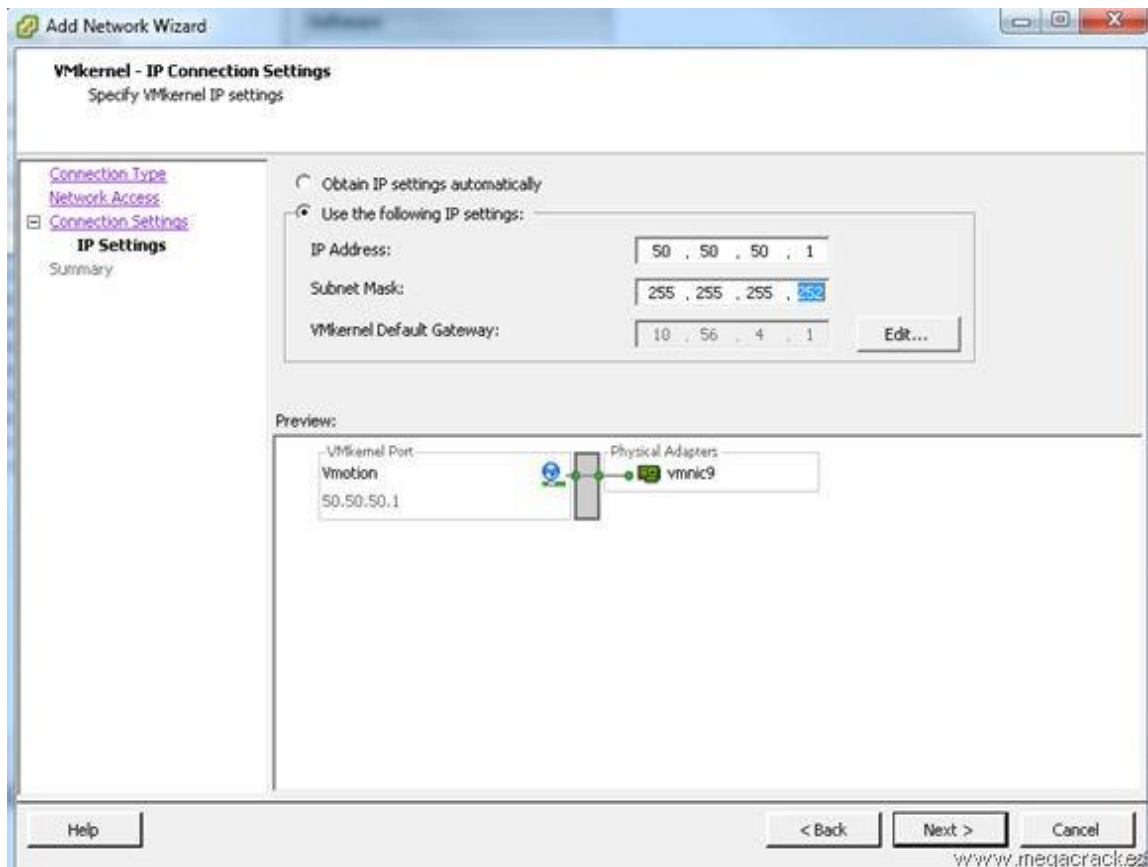 Add Network Wizard
VMkernel - IP Connection Settings
Specify VMkernel IP settings
Connection Type
Network Access
Connection Settings
IP Settings
Summary
Obtain IP settings automatically
Use the following IP settings:
IP Address: 50 . 50 . 50 . 1
Subnet Mask: 255 . 255 . 255 . 252
VMkernel Default Gateway: 10 . 56 . 4 . 1 Edit...
Preview:
VMkernel Port
Vmotion
50.50.50.1
Physical Adapters
vmnic9
Help
< Back
Next >
Cancel